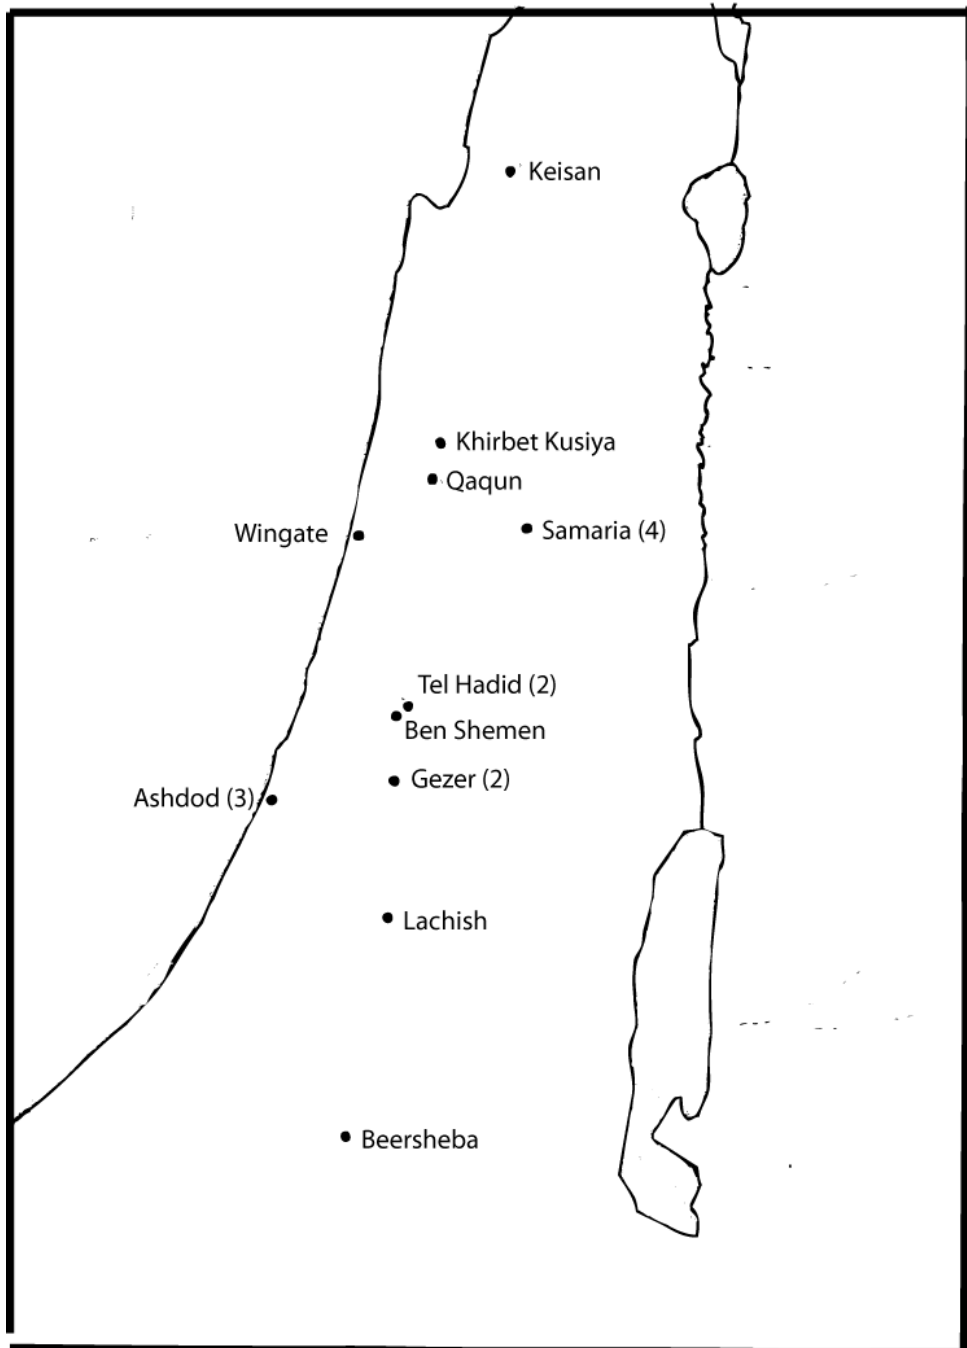 Keisan
Khirbet Kusiya
Qaqun
Wingate
Samaria (4)
Tel Hadid (2)
Ben Shemen
Gezer (2)
Ashdod (3)
Lachish
Beersheba